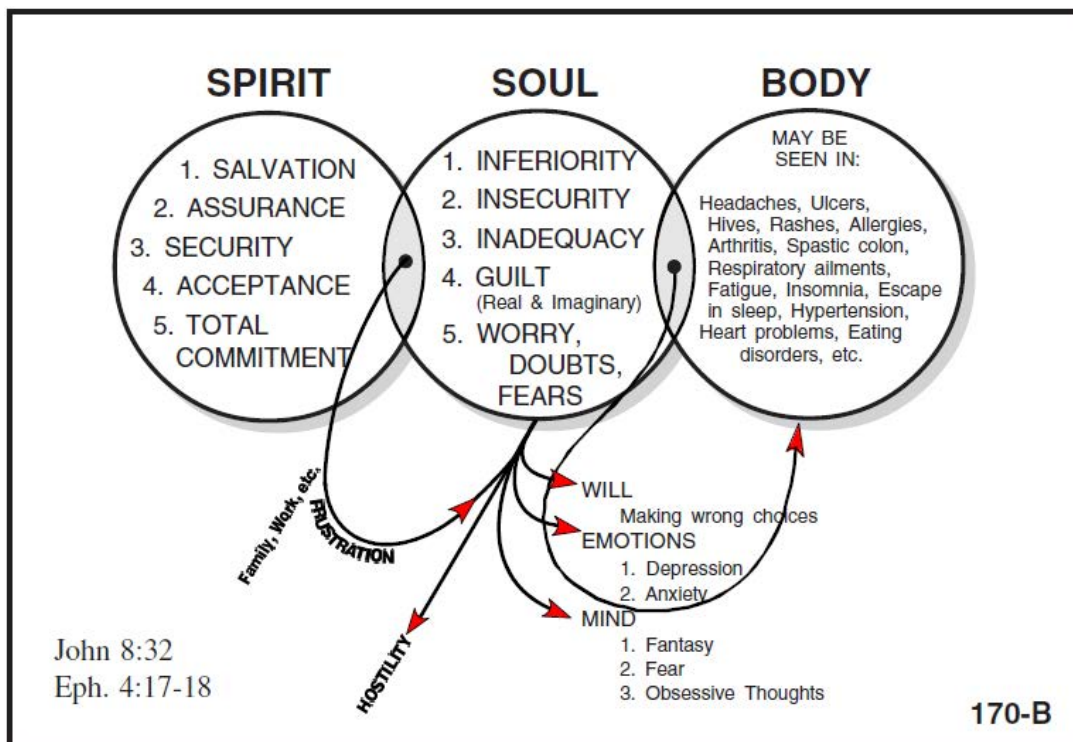 SPIRIT
SOUL
BODY
1. SALVATION
2. ASSURANCE
3. SECURITY
4. ACCEPTANCE
5. TOTAL
COMMITMENT
1. INFERIORITY
2. INSECURITY
3. INADEQUACY
4. GUILT
(Real & Imaginary)
5. WORRY,
DOUBTS,
FEARS
MAY BE
SEEN IN:
Headaches, Ulcers,
Hives, Rashes, Allergies,
Arthritis, Spastic colon,
Respiratory ailments,
Fatigue, Insomnia, Escape
in sleep, Hypertension,
Heart problems, Eating
disorders, etc.
Family, Work, etc.
FRUSTRATION
HOSTILITY
WILL
Making wrong choices
EMOTIONS
1. Depression
2. Anxiety
MIND
1. Fantasy
2. Fear
3. Obsessive Thoughts
John 8:32
Eph. 4:17-18
170-B